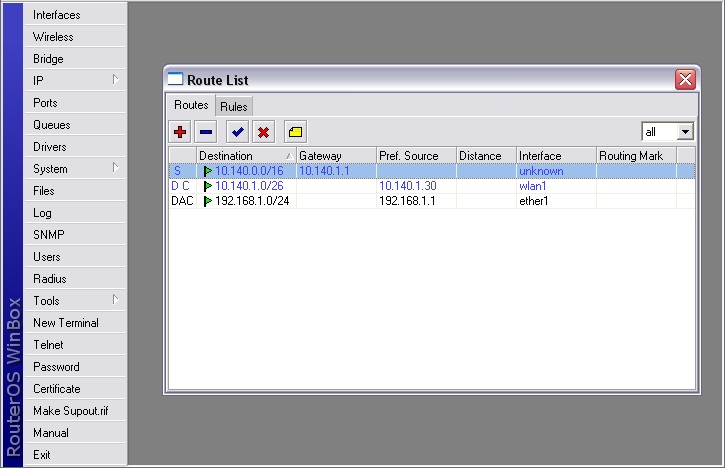 RouterOS WinBox
Interfaces
Wireless
Bridge
IP
Ports
Queues
Drivers
System
Files
Log
SNMP
Users
Radius
Tools
New Terminal
Telnet
Password
Certificate
Make Supout.rif
Manual
Exit
Route List
Routes Rules
all
Destination Gateway Pref. Source Distance Interface Routing Mark
S 10.140.0.0/16 10.140.1.1 unknown
D C 10.140.1.0/26 10.140.1.30 wlan1
DAC 192.168.1.0/24 192.168.1.1 ether1